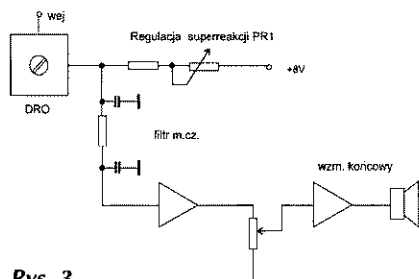 wej
Regulacja superreakcji PR1
+8V
DRO
filtr m.cz.
wzm. końcowy
Rys. 3